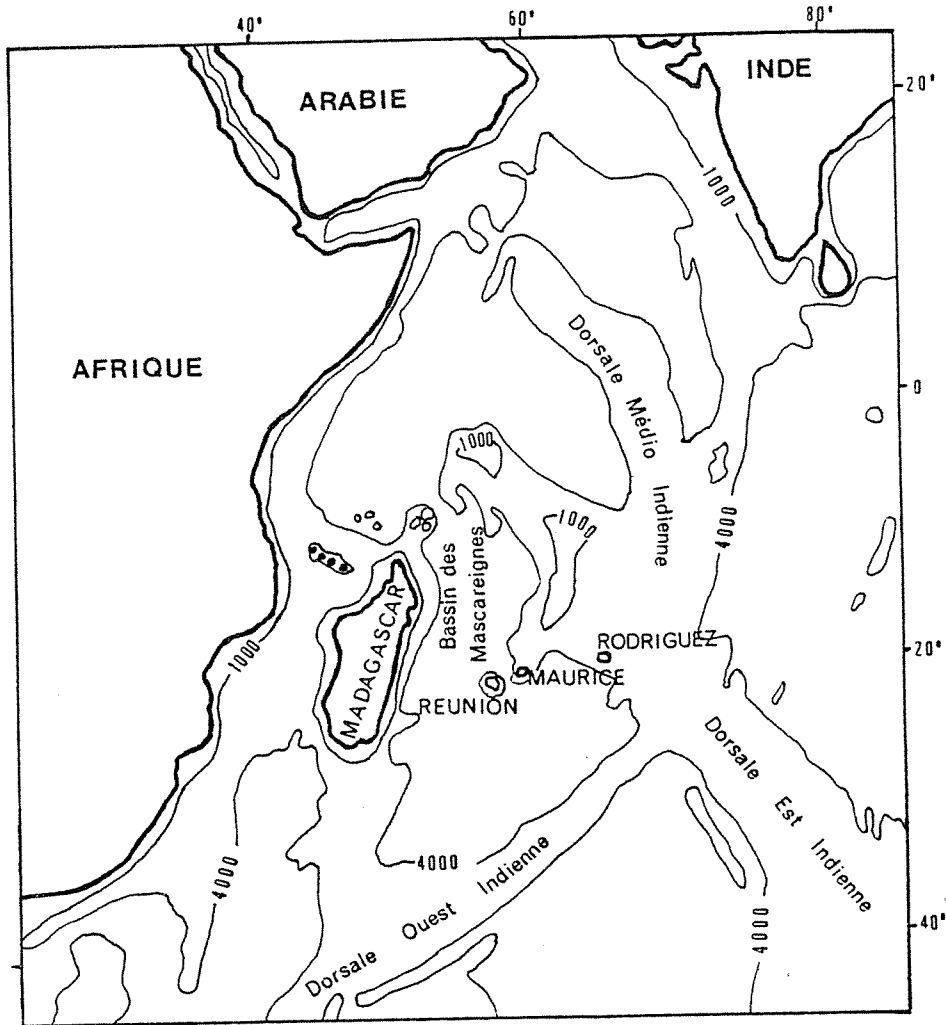 40°
60°
80°
INDE
20°
ARABIE
1000
AFRIQUE
Dorsale Médio Indienne
0
1000
1000
4000
Bassin des
Mascareignes
MADAGASCAR
1000
RODRIGUEZ
20°
MAURICE
REUNION
Dorsale Est Indienne
4000
4000
Dorsale Ouest Indienne
4000
40°